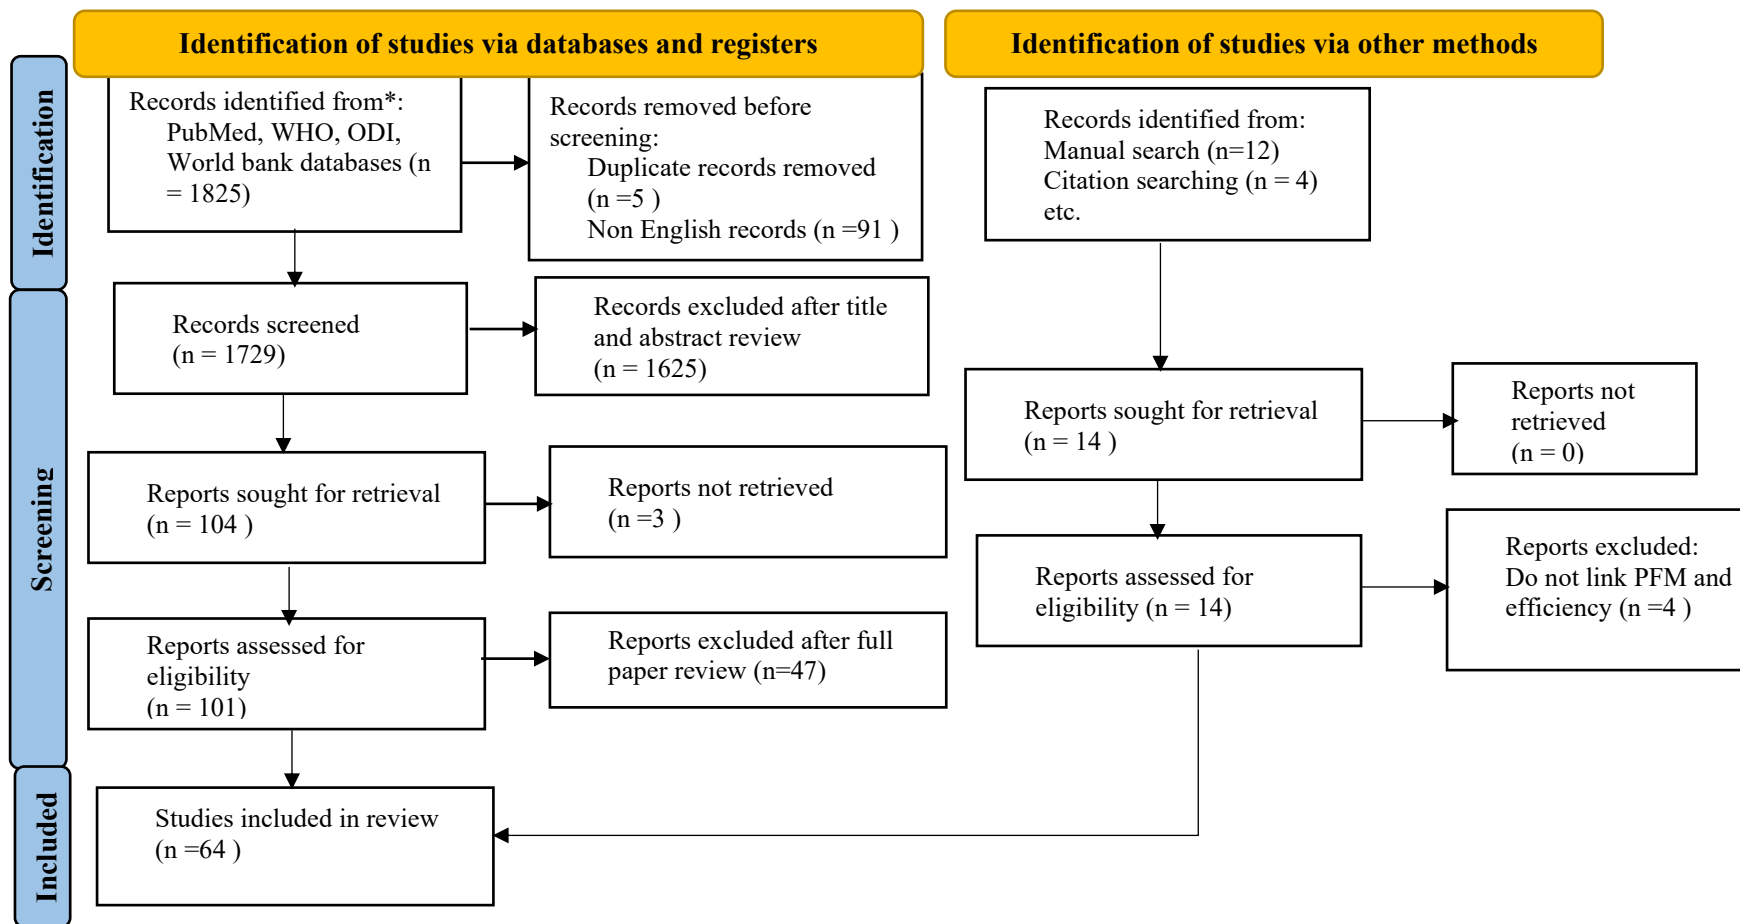 Identification of studies via databases and registers
Identification of studies via other methods
Identification
Records identified from*:
PubMed, WHO, ODI,
World bank databases (n
= 1825)
Records removed before
screening:
Duplicate records removed
(n =5 )
Non English records (n =91 )
Records identified from:
Manual search (n=12)
Citation searching (n = 4)
etc.
Screening
Records screened
(n = 1729)
Records excluded after title
and abstract review
(n = 1625)
Reports sought for retrieval
(n = 14 )
Reports not
retrieved
(n = 0)
Reports sought for retrieval
(n = 104 )
Reports not retrieved
(n =3 )
Reports assessed for
eligibility (n = 14)
Reports excluded:
Do not link PFM and
efficiency (n =4 )
Reports assessed for
eligibility
(n = 101)
Reports excluded after full
paper review (n=47)
Included
Studies included in review
(n =64 )